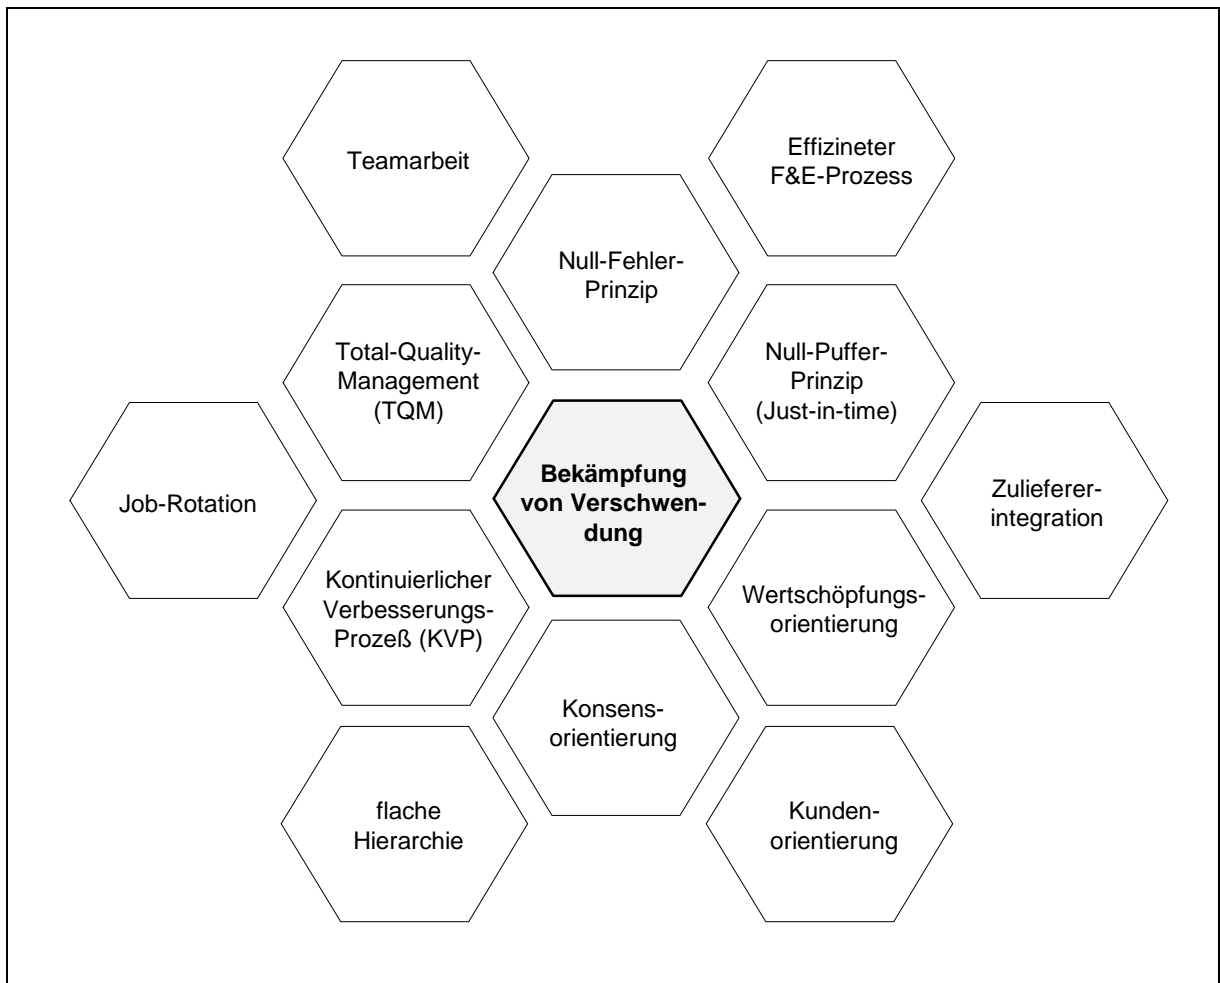 Teamarbeit
Effizineter
F&E-Prozess
Null-Fehler-
Prinzip
Total-Quality-
Management
(TQM)
Null-Puffer-
Prinzip
(Just-in-time)
Job-Rotation
Bekämpfung
von Verschwen-
dung
Zulieferer-
integration
Kontinuierlicher
Verbesserungs-
Prozeß (KVP)
Wertschöpfungs-
orientierung
Konsens-
orientierung
flache
Hierarchie
Kunden-
orientierung